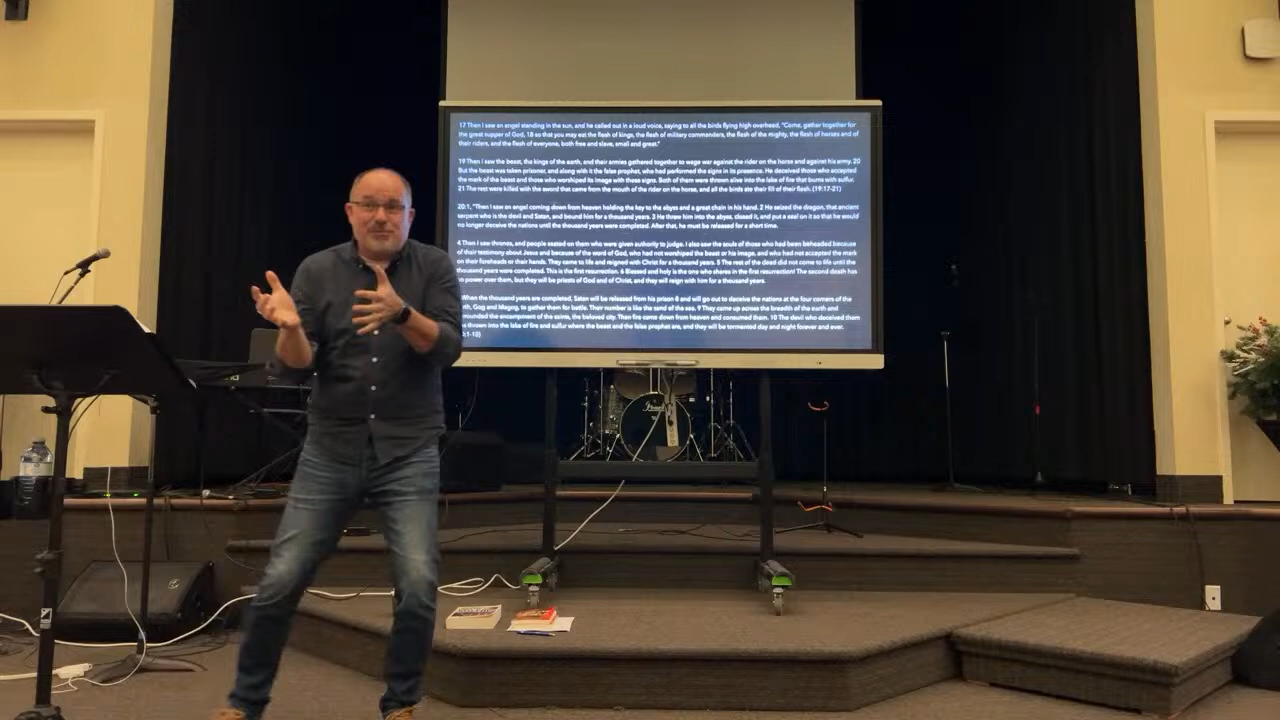 17 Then I saw an angel standing in the sun, and he called out in a loud voice, saying to all the birds flying high overhead, "Come, gather together for
the great supper of God, 18 so that you may eat the flesh of kings, the flesh of military commanders, the flesh of the mighty, the flesh of horses and of
their riders, and the flesh of everyone, both free and slave, small and great."
19 Then I saw the beast, the kings of the earth, and their armies gathered together to wage war against the rider on the horse and against his army. 20
But the beast was taken prisoner, and along with it the false prophet, who had performed the signs in its presence. He deceived those who accepted
the mark of the beast and those who worshiped its image with these signs. Both of them were thrown alive into the lake of fire that burns with sulfur.
21 The rest were killed with the sword that came from the mouth of the rider on the horse, and all the birds ate their fill of their flesh. (19:17-21)
20:1, "Then I saw an angel coming down from heaven holding the key to the abyss and a great chain in his hand. 2 He seized the dragon, that ancient
serpent who is the devil and Satan, and bound him for a thousand years. 3 He threw him into the abyss, closed it, and put a seal on it so that he would
no longer deceive the nations until the thousand years were completed. After that, he must be released for a short time.
4 Then I saw thrones, and people seated on them who were given authority to judge. I also saw the souls of those who had been beheaded because
of their testimony about Jesus and because of the word of God, who had not worshiped the beast or his image, and who had not accepted the mark
on their foreheads or their hands. They came to life and reigned with Christ for a thousand years. 5 The rest of the dead did not come to life until the
thousand years were completed. This is the first resurrection. 6 Blessed and holy is the one who shares in the first resurrection! The second death has
no power over them, but they will be priests of God and of Christ, and they will reign with him for a thousand years.
When the thousand years are completed, Satan will be released from his prison 8 and will go out to deceive the nations at the four corners of the
th, Gog and Magog, to gather them for battle. Their number is like the sand of the sea. 9 They came up across the breadth of the earth and
rounded the encampment of the saints, the beloved city. Then fire came down from heaven and consumed them. 10 The devil who deceived them
s thrown into the lake of fire and sulfur where the beast and the false prophet are, and they will be tormented day and night forever and ever.
:1-10)